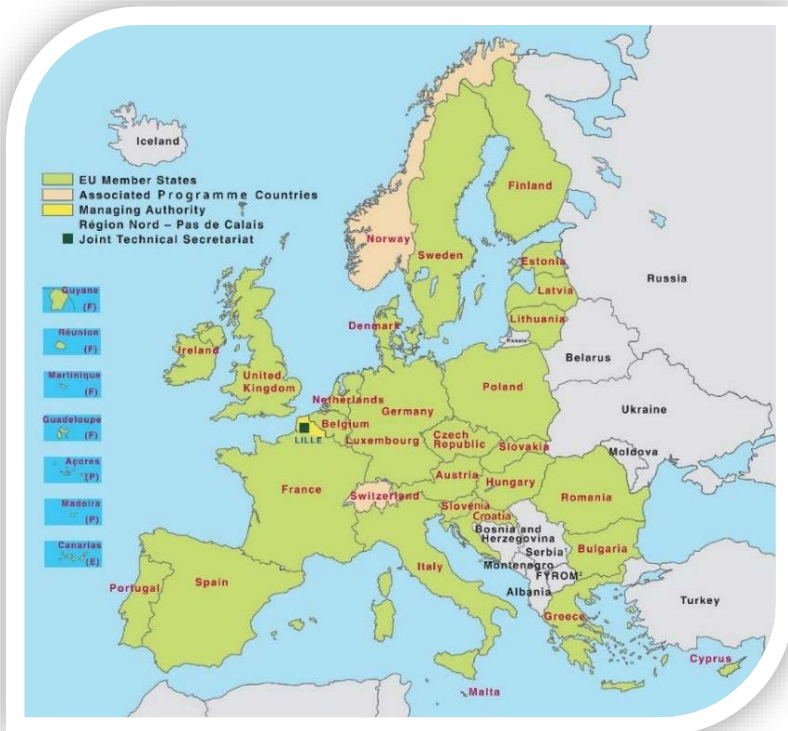 Iceland
EU Member States
Associated Programme Countries
Managing Authority
Région Nord – Pas de Calais
Joint Technical Secretariat
Finland
Norway
Sweden
Estonia
Russia
Guyane
(F)
Latvia
Lithuania
Réunion
(F)
Denmark
Russia
Ireland
Belarus
Martinique
(F)
United
Kingdom
Poland
Netherlands
Germany
Ukraine
Guadeloupe
(F)
Belgium
LILLE
Luxembourg
Czech
Republic
Slovakia
Moldova
Açores
(P)
Austria
Hungary
France
Switzerland
Romania
Madeira
(P)
Slovenia
Croatia
Bosnia and
Herzegovina
Serbia
Bulgaria
Canarias
(E)
Montenegro
Italy
FYROM²
Portugal
Spain
Albania
Turkey
Greece
Cyprus
Malta